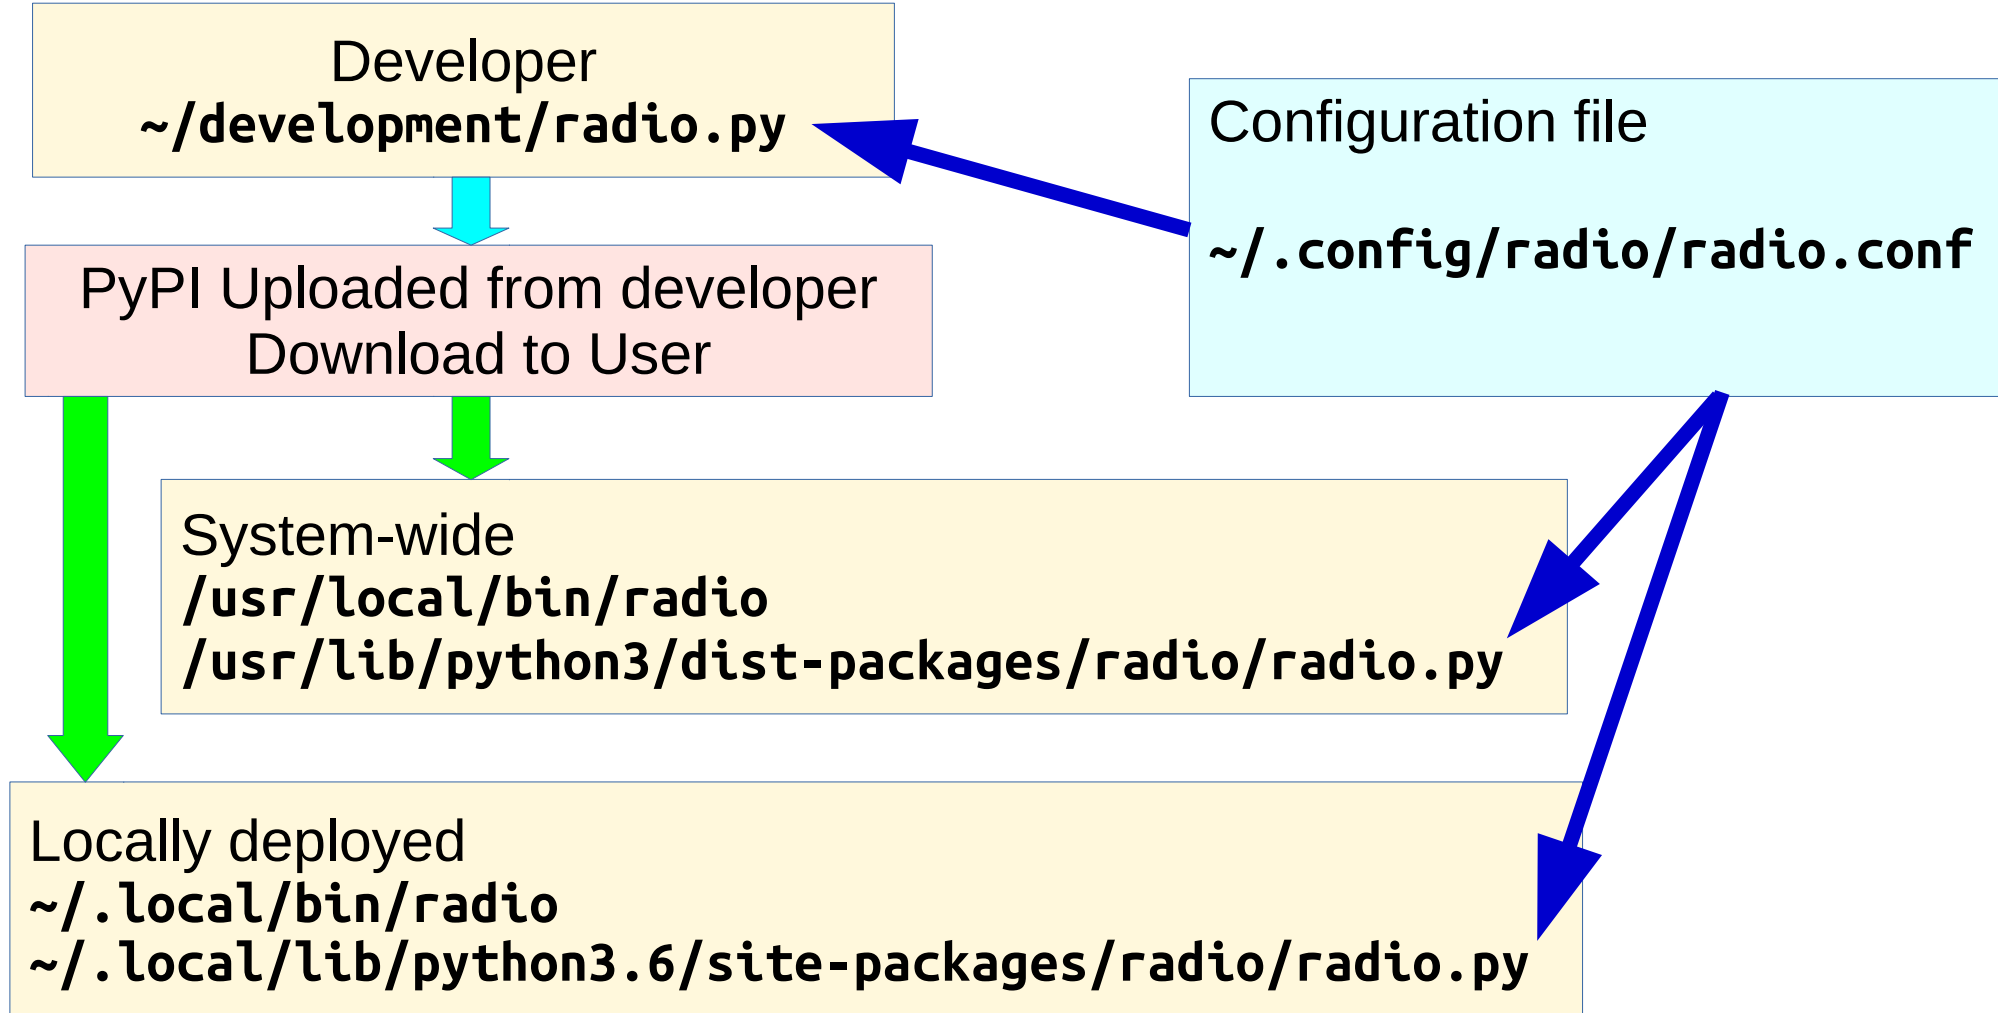 Developer
~/development/radio.py
Configuration file
~/.config/radio/radio.conf
PyPI Uploaded from developer
Download to User
System-wide
/usr/local/bin/radio
/usr/lib/python3/dist-packages/radio/radio.py
Locally deployed
~/.local/bin/radio
~/.local/lib/python3.6/site-packages/radio/radio.py